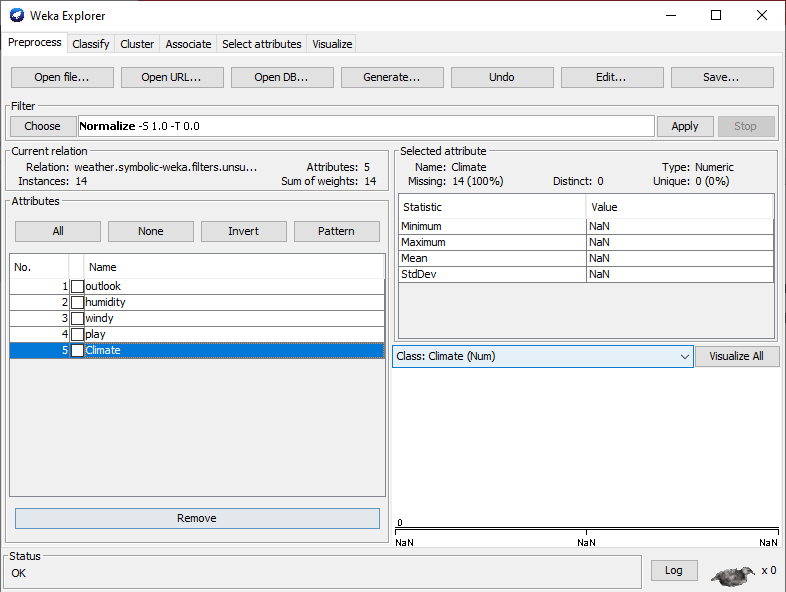 Weka Explorer
Preprocess Classify Cluster Associate Select attributes Visualize
Open file... Open URL... Open DB... Generate... Undo Edit... Save...
Filter
Choose Normalize -S 1.0 -T 0.0 Apply Stop
Current relation
Relation: weather.symbolic-weka.filters.unsu... Attributes: 5
Instances: 14 Sum of weights: 14
Selected attribute
Name: Climate Type: Numeric
Missing: 14 (100%) Distinct: 0 Unique: 0 (0%)
Attributes
All None Invert Pattern
No. Name
1 outlook
2 humidity
3 windy
4 play
5 Climate
Remove
Statistic Value
Minimum NaN
Maximum NaN
Mean NaN
StdDev NaN
Class: Climate (Num) Visualize All
0
NaN NaN NaN
Status
OK
Log x 0